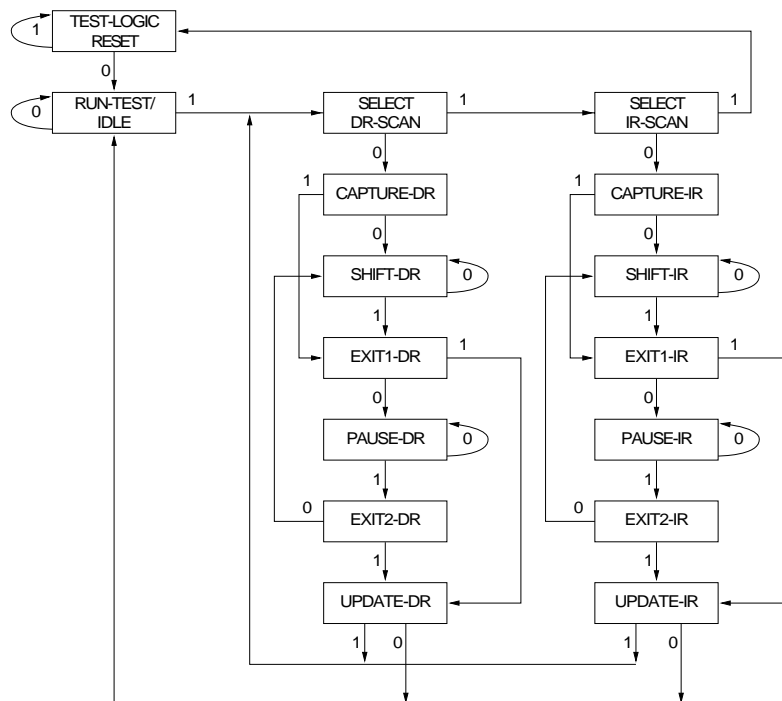 TEST-LOGIC
RESET
1
0
RUN-TEST/
IDLE
0
1
SELECT
DR-SCAN
1
SELECT
IR-SCAN
1
0
0
1
CAPTURE-DR
1
CAPTURE-IR
0
0
SHIFT-DR
0
SHIFT-IR
0
1
1
EXIT1-DR
1
EXIT1-IR
1
0
0
PAUSE-DR
0
PAUSE-IR
0
1
1
0
EXIT2-DR
0
EXIT2-IR
1
1
UPDATE-DR
UPDATE-IR
1
0
1
0